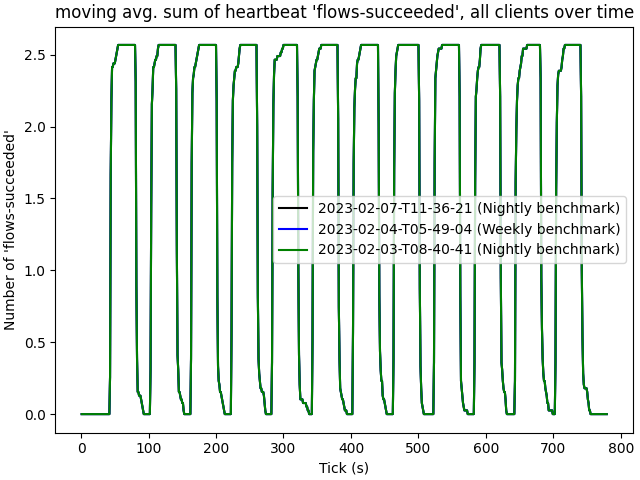 moving avg. sum of heartbeat 'flows-succeeded', all clients over time
Number of 'flows-succeeded'
2.5
2.0
1.5
1.0
0.5
0.0
2023-02-07-T11-36-21 (Nightly benchmark)
2023-02-04-T05-49-04 (Weekly benchmark)
2023-02-03-T08-40-41 (Nightly benchmark)
0 100 200 300 400 500 600 700 800
Tick (s)